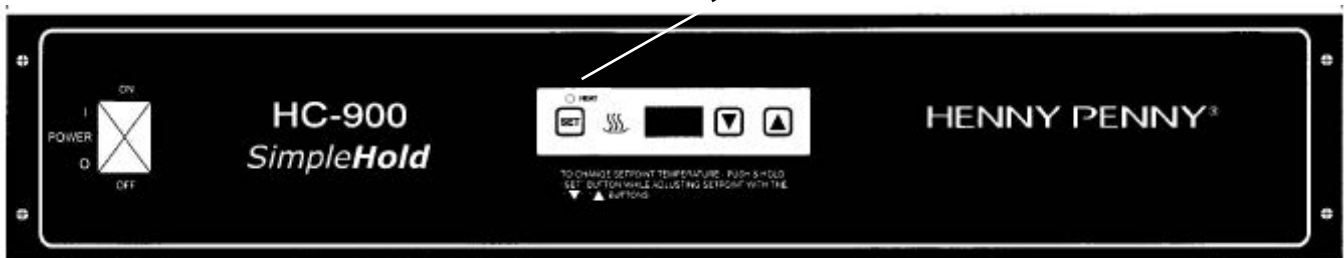 ON
I
POWER
O
OFF
HC-900
SimpleHold
HEAT
SET
TO CHANGE SETPOINT TEMPERATURE - PUSH & HOLD
"SET" BUTTON WHILE ADJUSTING SETPOINT WITH THE
▼ ▲ BUTTONS
HENNY PENNY®